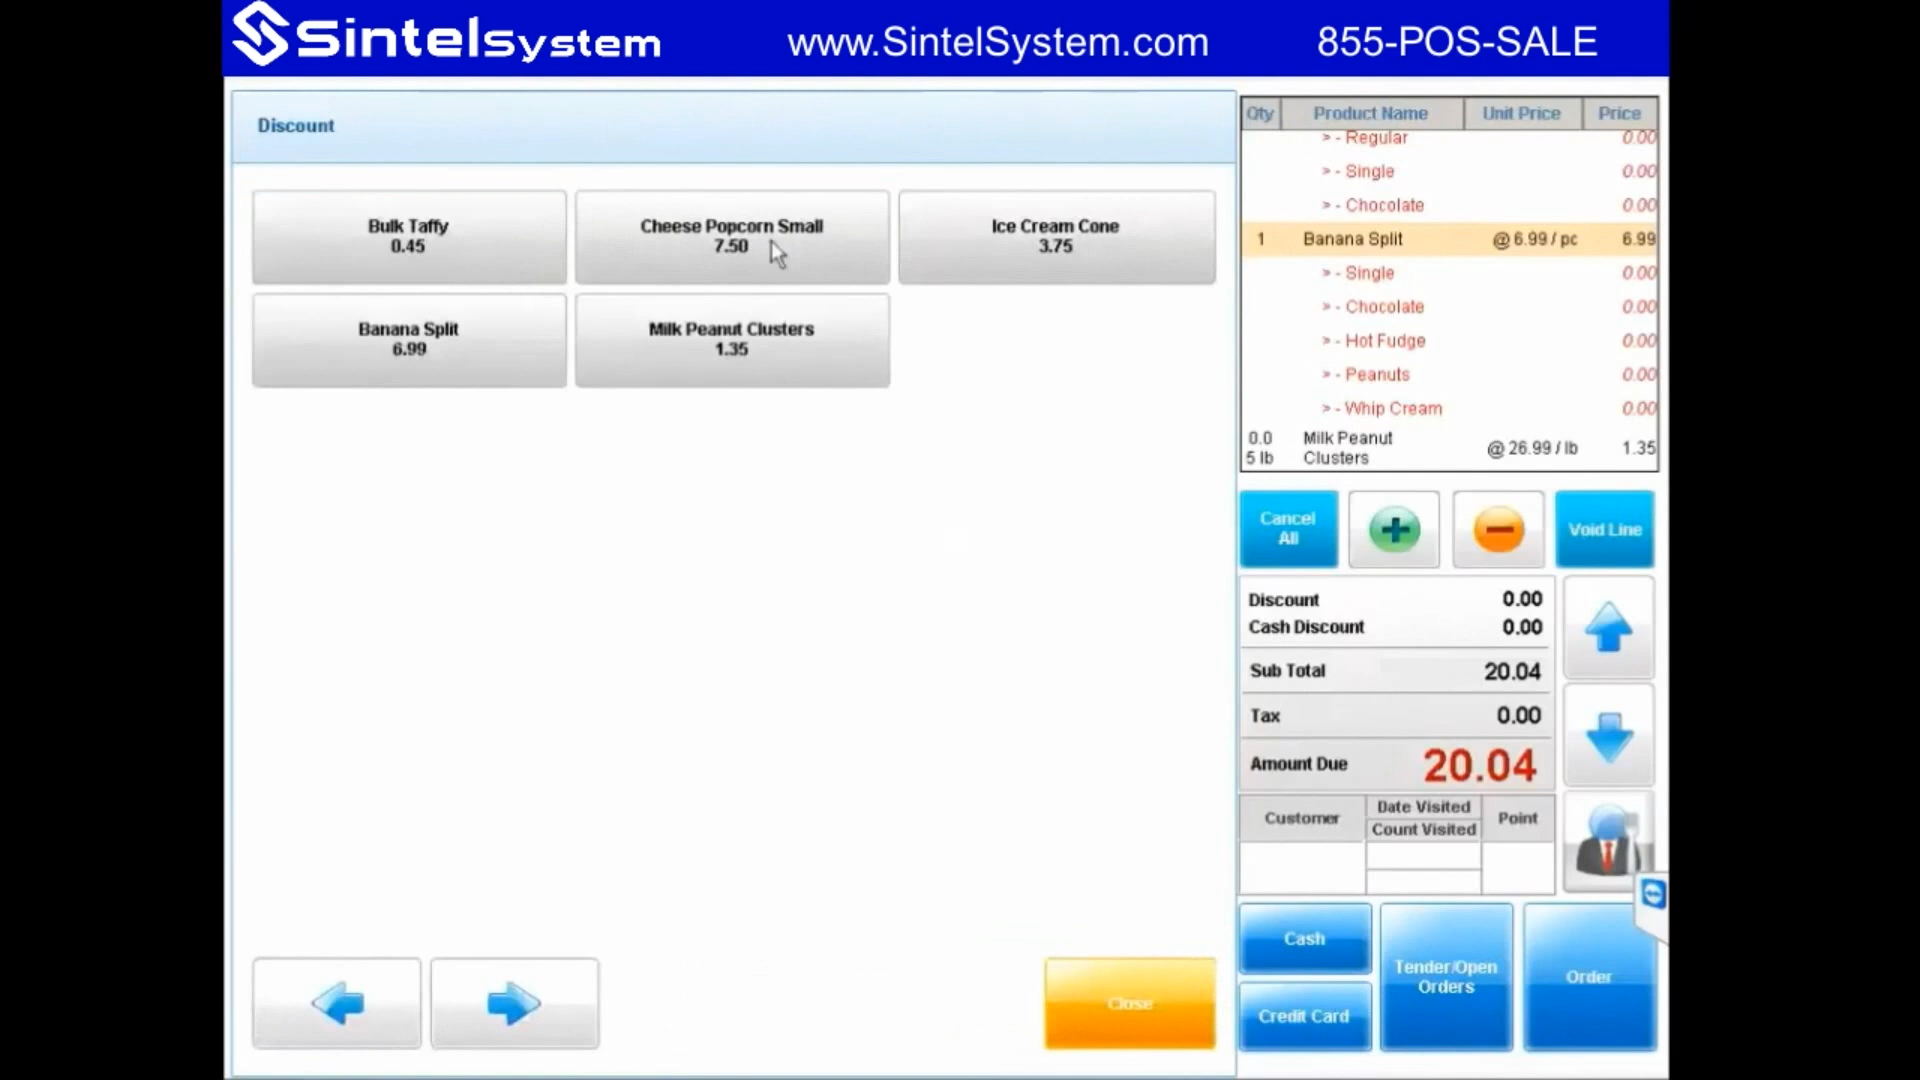 Sintelsystem
www.SintelSystem.com
855-POS-SALE
Discount
Bulk Taffy
0.45
Cheese Popcorn Small
7.50
Ice Cream Cone
3.75
Banana Split
6.99
Milk Peanut Clusters
1.35
Close
Qty Product Name Unit Price Price
> - Regular 0.00
> - Single 0.00
> - Chocolate 0.00
1 Banana Split @ 6.99 / pc 6.99
> - Single 0.00
> - Chocolate 0.00
> - Hot Fudge 0.00
> - Peanuts 0.00
> - Whip Cream 0.00
0.0 Milk Peanut
5 lb Clusters @ 26.99 / lb 1.35
Cancel
All
Void Line
Discount 0.00
Cash Discount 0.00
Sub Total 20.04
Tax 0.00
Amount Due 20.04
Customer
Date Visited
Count Visited
Point
Cash
Credit Card
Tender/Open
Orders
Order